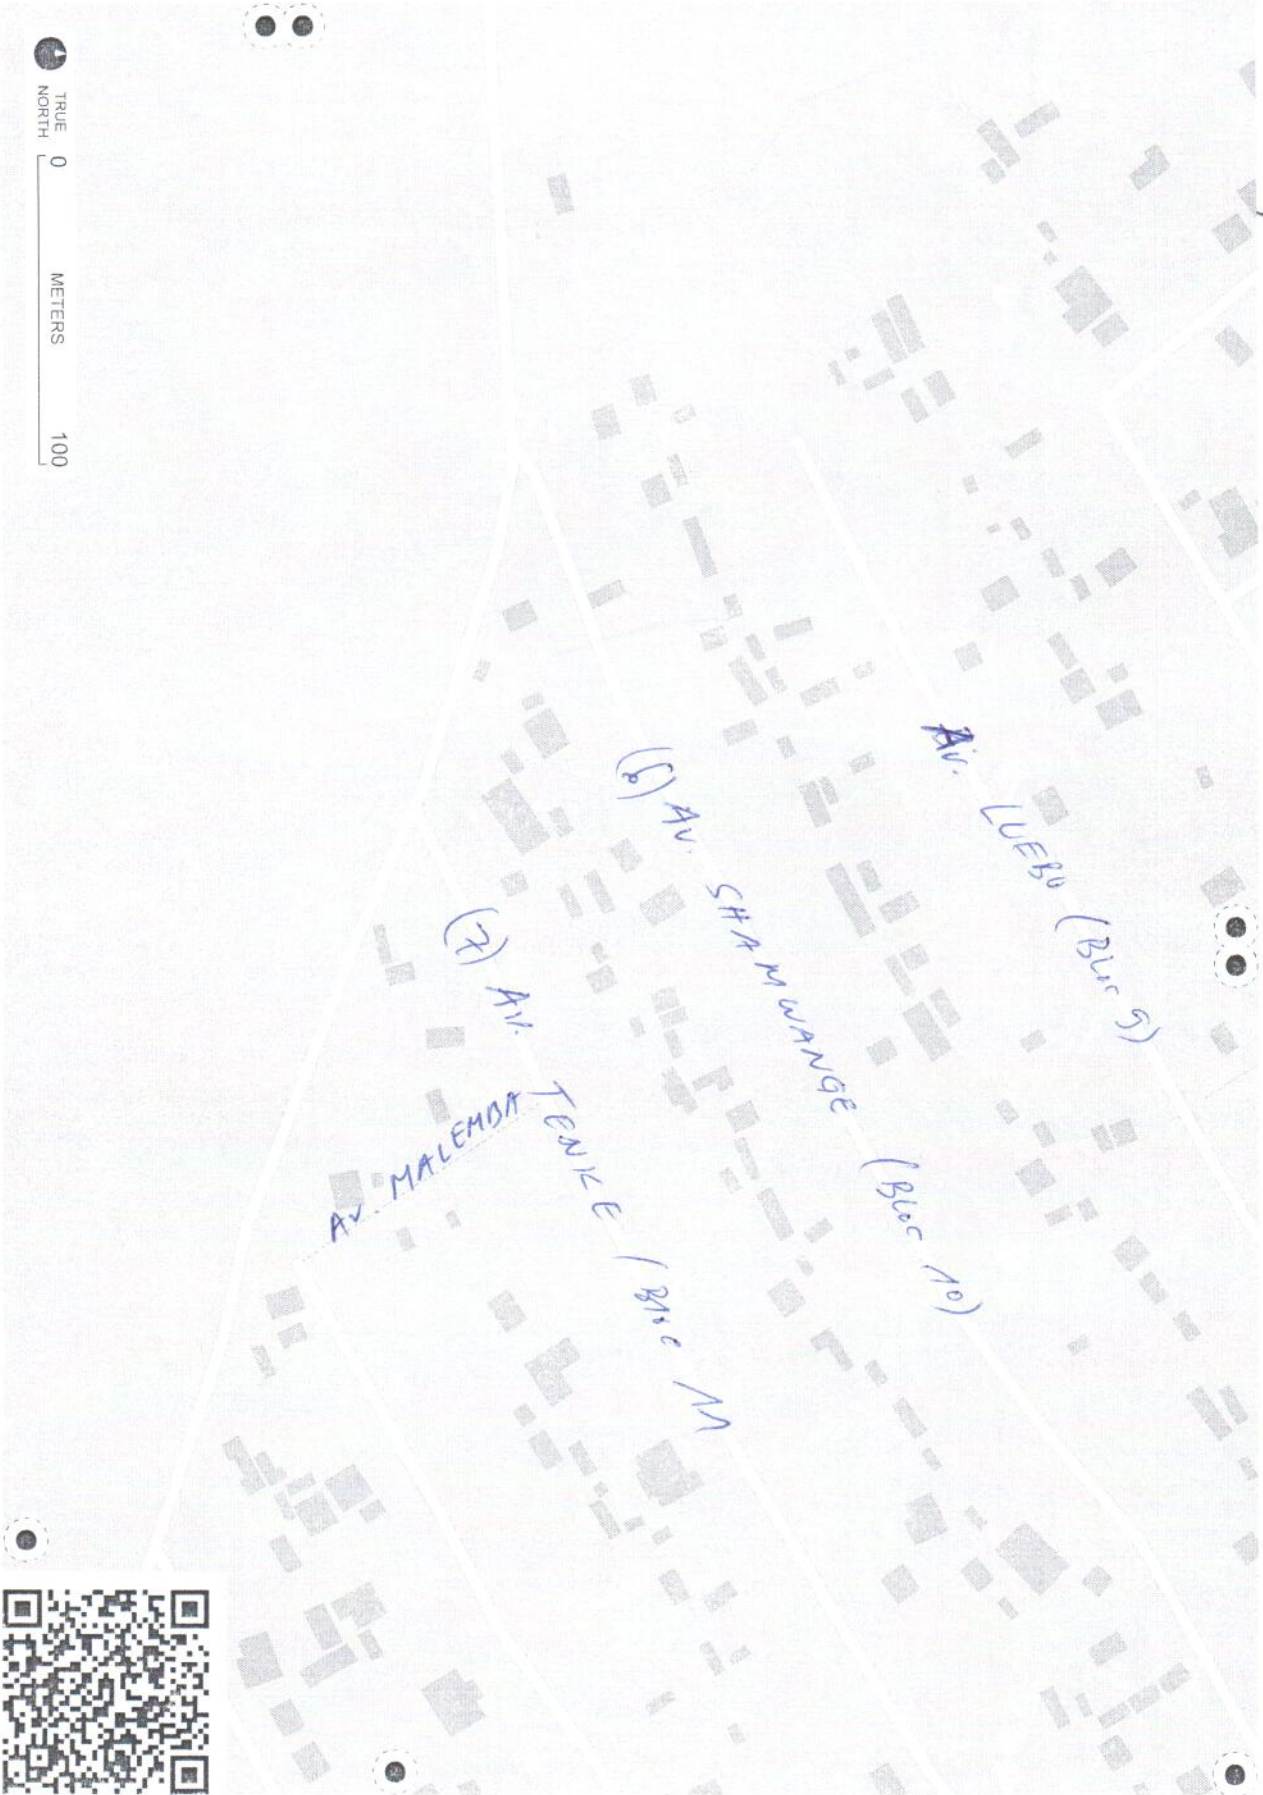 TRUE
NORTH
0 METERS 100
Av. LUEBO (Bloc 9)
(6) Av. SHAMWANGE (Bloc 10)
(7) Av. TENKE (Bloc 11
Av. MALEMBA